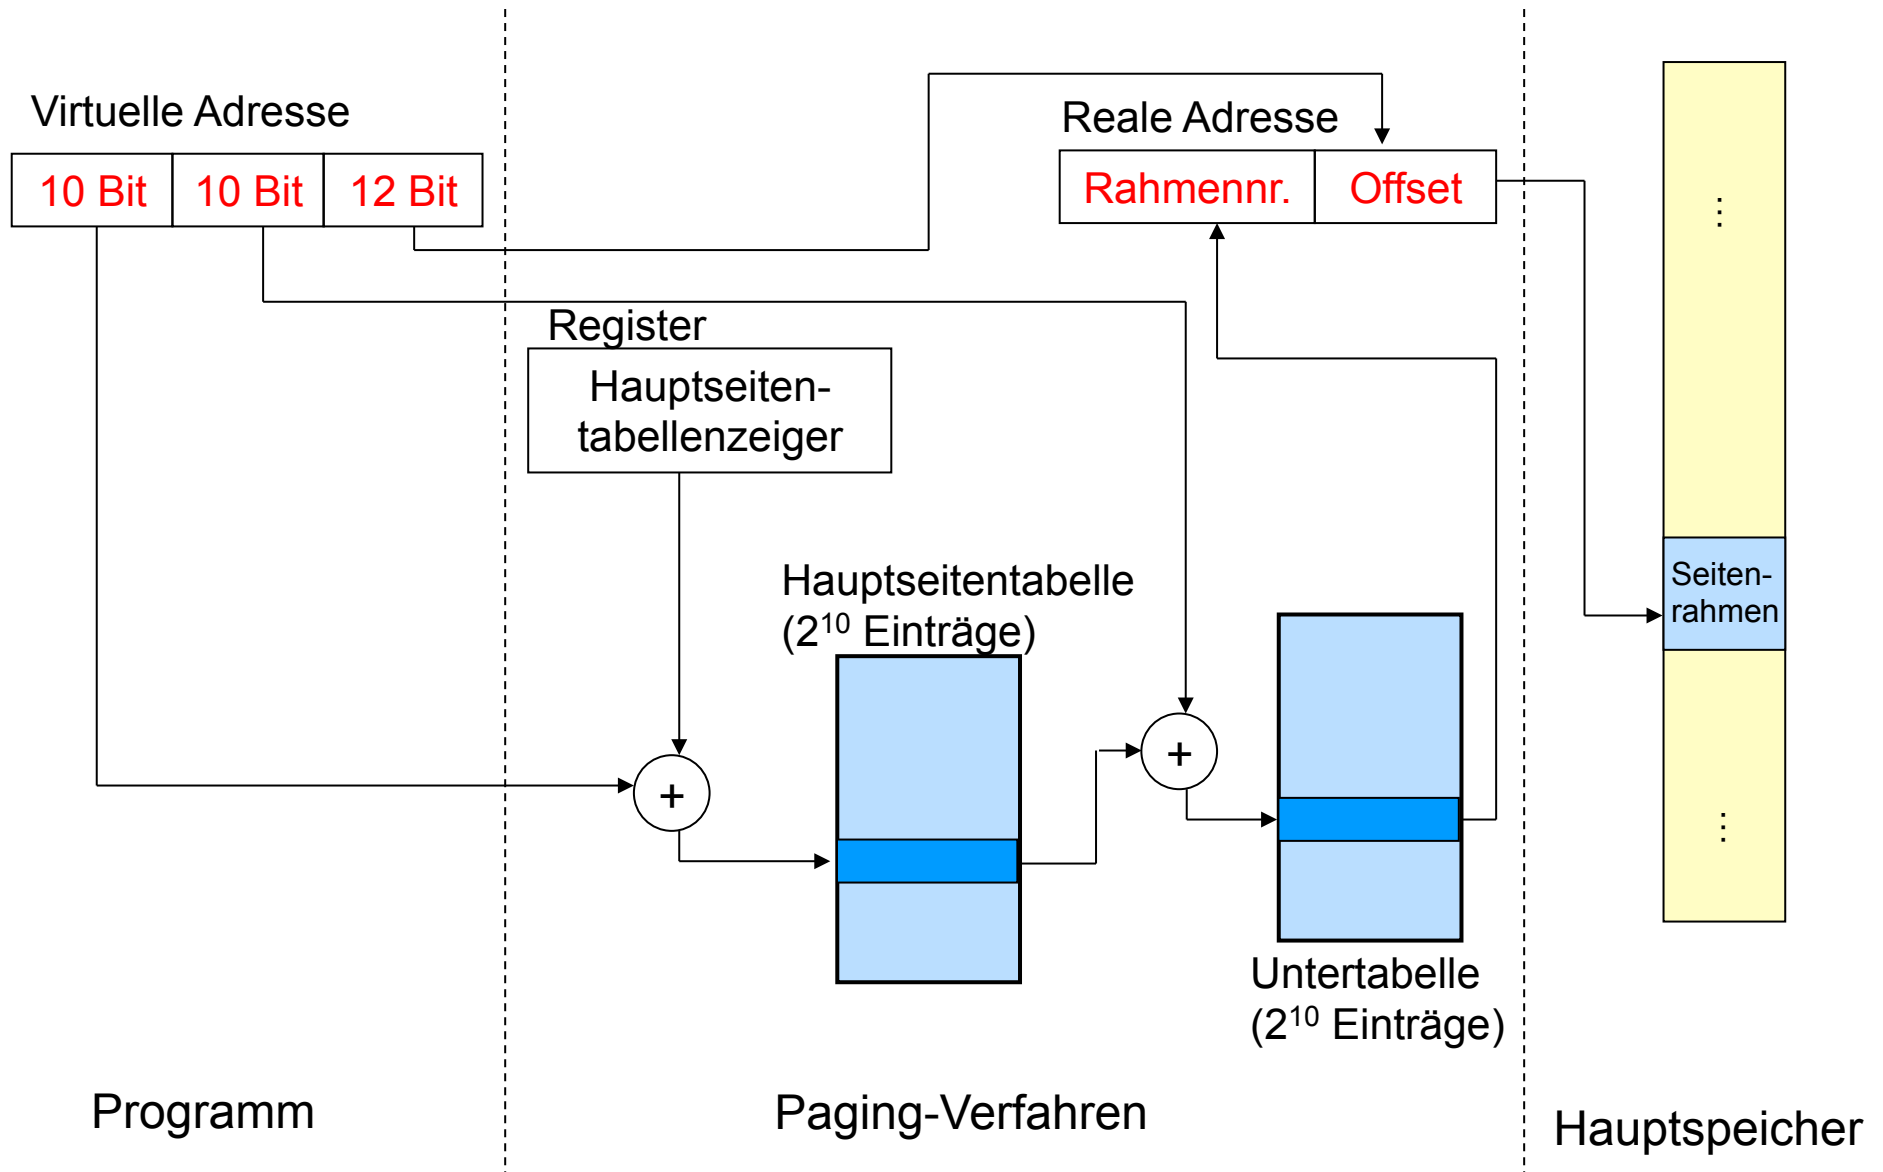 Virtuelle Adresse
10 Bit 10 Bit 12 Bit
Reale Adresse
Rahmennr. Offset
Register
Hauptseiten-
tabellenzeiger
+
Hauptseitentabelle
(2¹⁰ Einträge)
+
Untertabelle
(2¹⁰ Einträge)
...
Seiten-
rahmen
...
Programm
Paging-Verfahren
Hauptspeicher